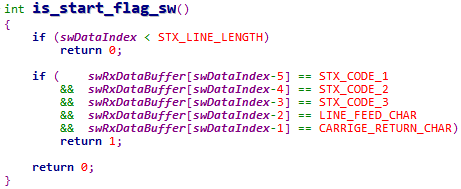 int is_start_flag_sw()
{
if (swDataIndex < STX_LINE_LENGTH)
return 0;
if ( swRxDataBuffer[swDataIndex-5] == STX_CODE_1
&& swRxDataBuffer[swDataIndex-4] == STX_CODE_2
&& swRxDataBuffer[swDataIndex-3] == STX_CODE_3
&& swRxDataBuffer[swDataIndex-2] == LINE_FEED_CHAR
&& swRxDataBuffer[swDataIndex-1] == CARRIGE_RETURN_CHAR)
return 1;
return 0;
}